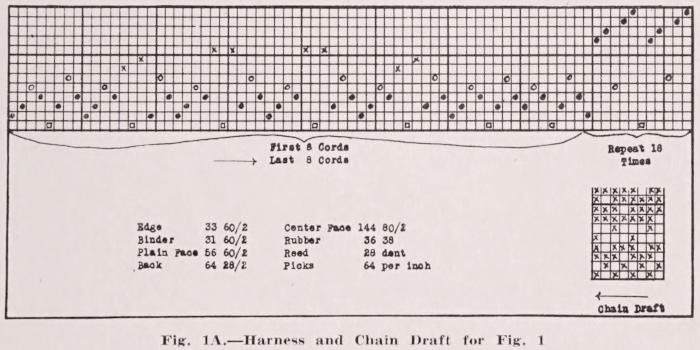 First 8 Cords
Last 8 Cords
Repeat 18
Times
Edge 33 60/2 Center Face 144 80/2
Binder 31 60/2 Rubber 36 38
Plain Face 56 60/2 Reed 28 dent
Back 64 28/2 Picks 64 per inch
Chain Draft
Fig. 1A.—Harness and Chain Draft for Fig. 1